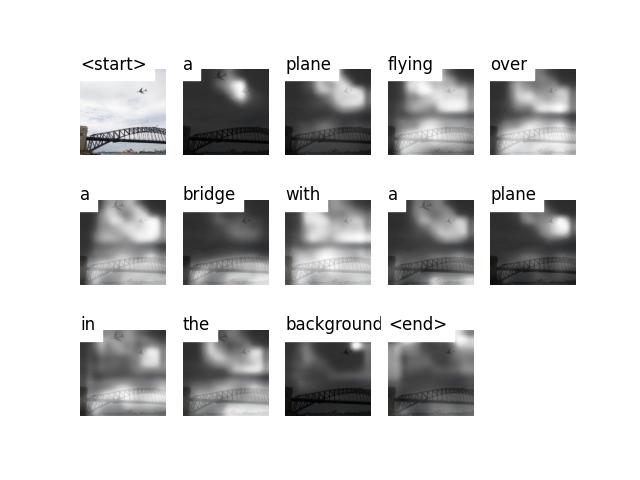 <start> a plane flying over
a bridge with a plane
in the background <end>